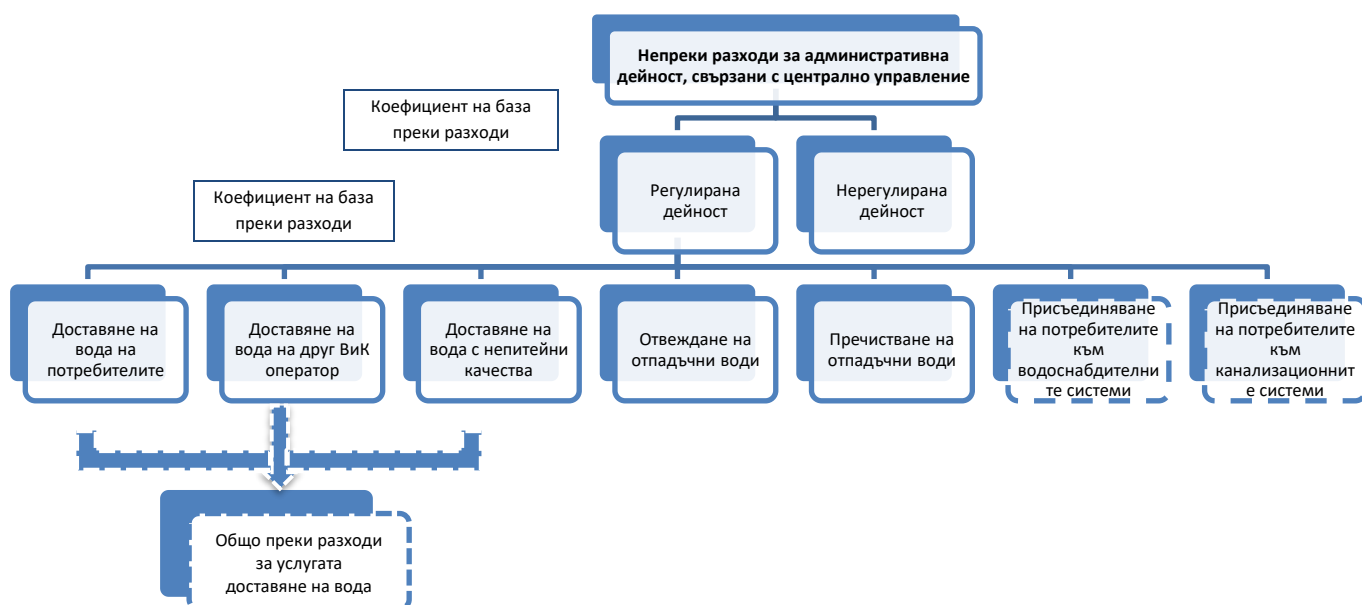 Непреки разходи за административна
дейност, свързани с централно управление
Коефициент на база
преки разходи
Регулирана
дейност
Нерегулирана
дейност
Коефициент на база
преки разходи
Доставяне на
вода на
потребителите
Доставяне на
вода на друг ВиК
оператор
Доставяне на
вода с непитейни
качества
Отвеждане на
отпадъчни води
Пречистване на
отпадъчни води
Присъединяване
на потребителите
към
водоснабдителни
те системи
Присъединяване
на потребителите
към
канализационнит
е системи
Общо преки разходи
за услугата
доставяне на вода